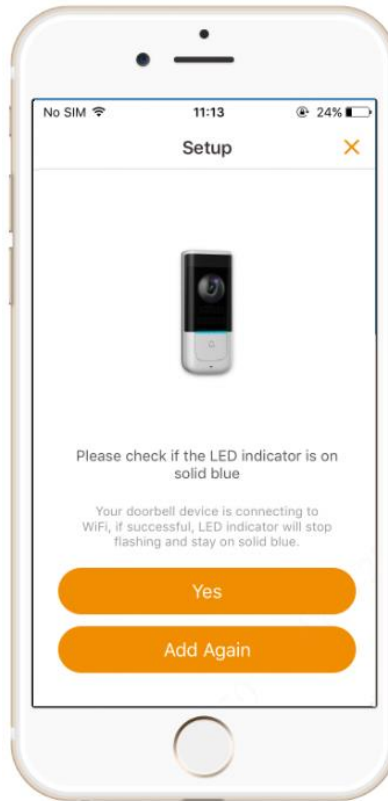 No SIM 11:13 24%
Setup
Please check if the LED indicator is on
solid blue
Your doorbell device is connecting to
WiFi, if successful, LED indicator will stop
flashing and stay on solid blue.
Yes
Add Again